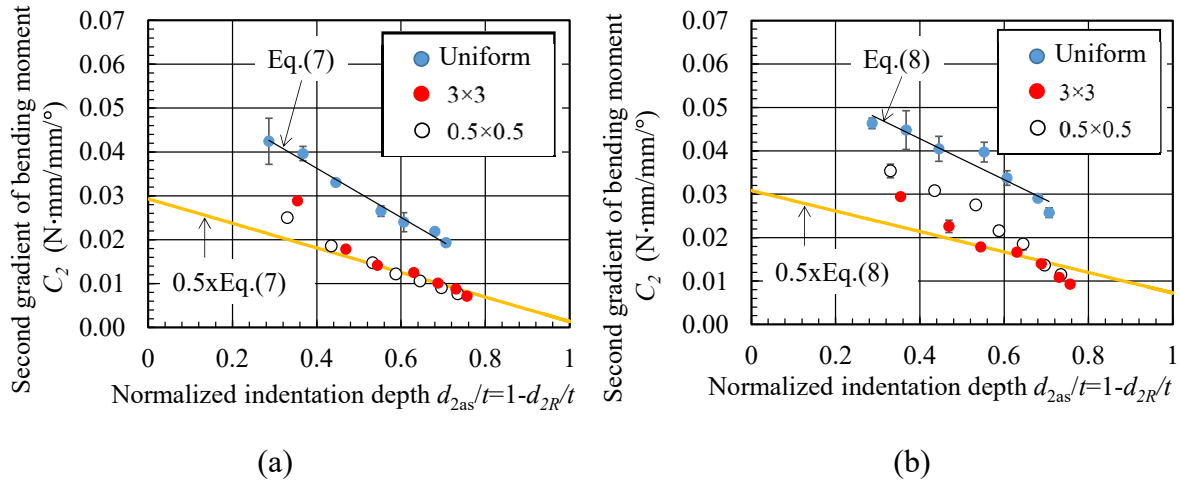 Second gradient of bending moment
C2 (N·mm/mm/°)
0.07
0.06
0.05
0.04
0.03
0.02
0.01
0.00
Eq.(7)
Uniform
3×3
0.5×0.5
0.5xEq.(7)
0 0.2 0.4 0.6 0.8 1
Normalized indentation depth d2as/t=1-d2R/t
(a)
Second gradient of bending moment
C2 (N·mm/mm/°)
0.07
0.06
0.05
0.04
0.03
0.02
0.01
0.00
Eq.(8)
Uniform
3×3
0.5×0.5
0.5xEq.(8)
0 0.2 0.4 0.6 0.8 1
Normalized indentation depth d2as/t=1-d2R/t
(b)